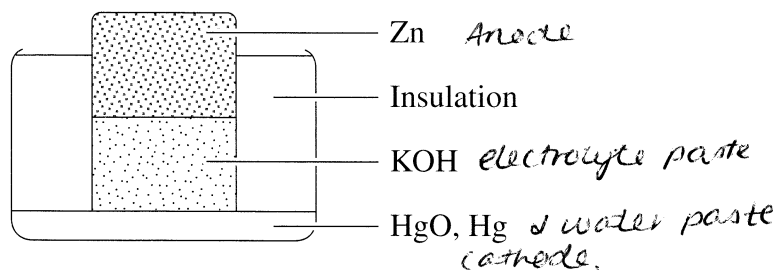 Zn Anode
Insulation
KOH electrolyte paste
HgO, Hg & water paste
cathode.